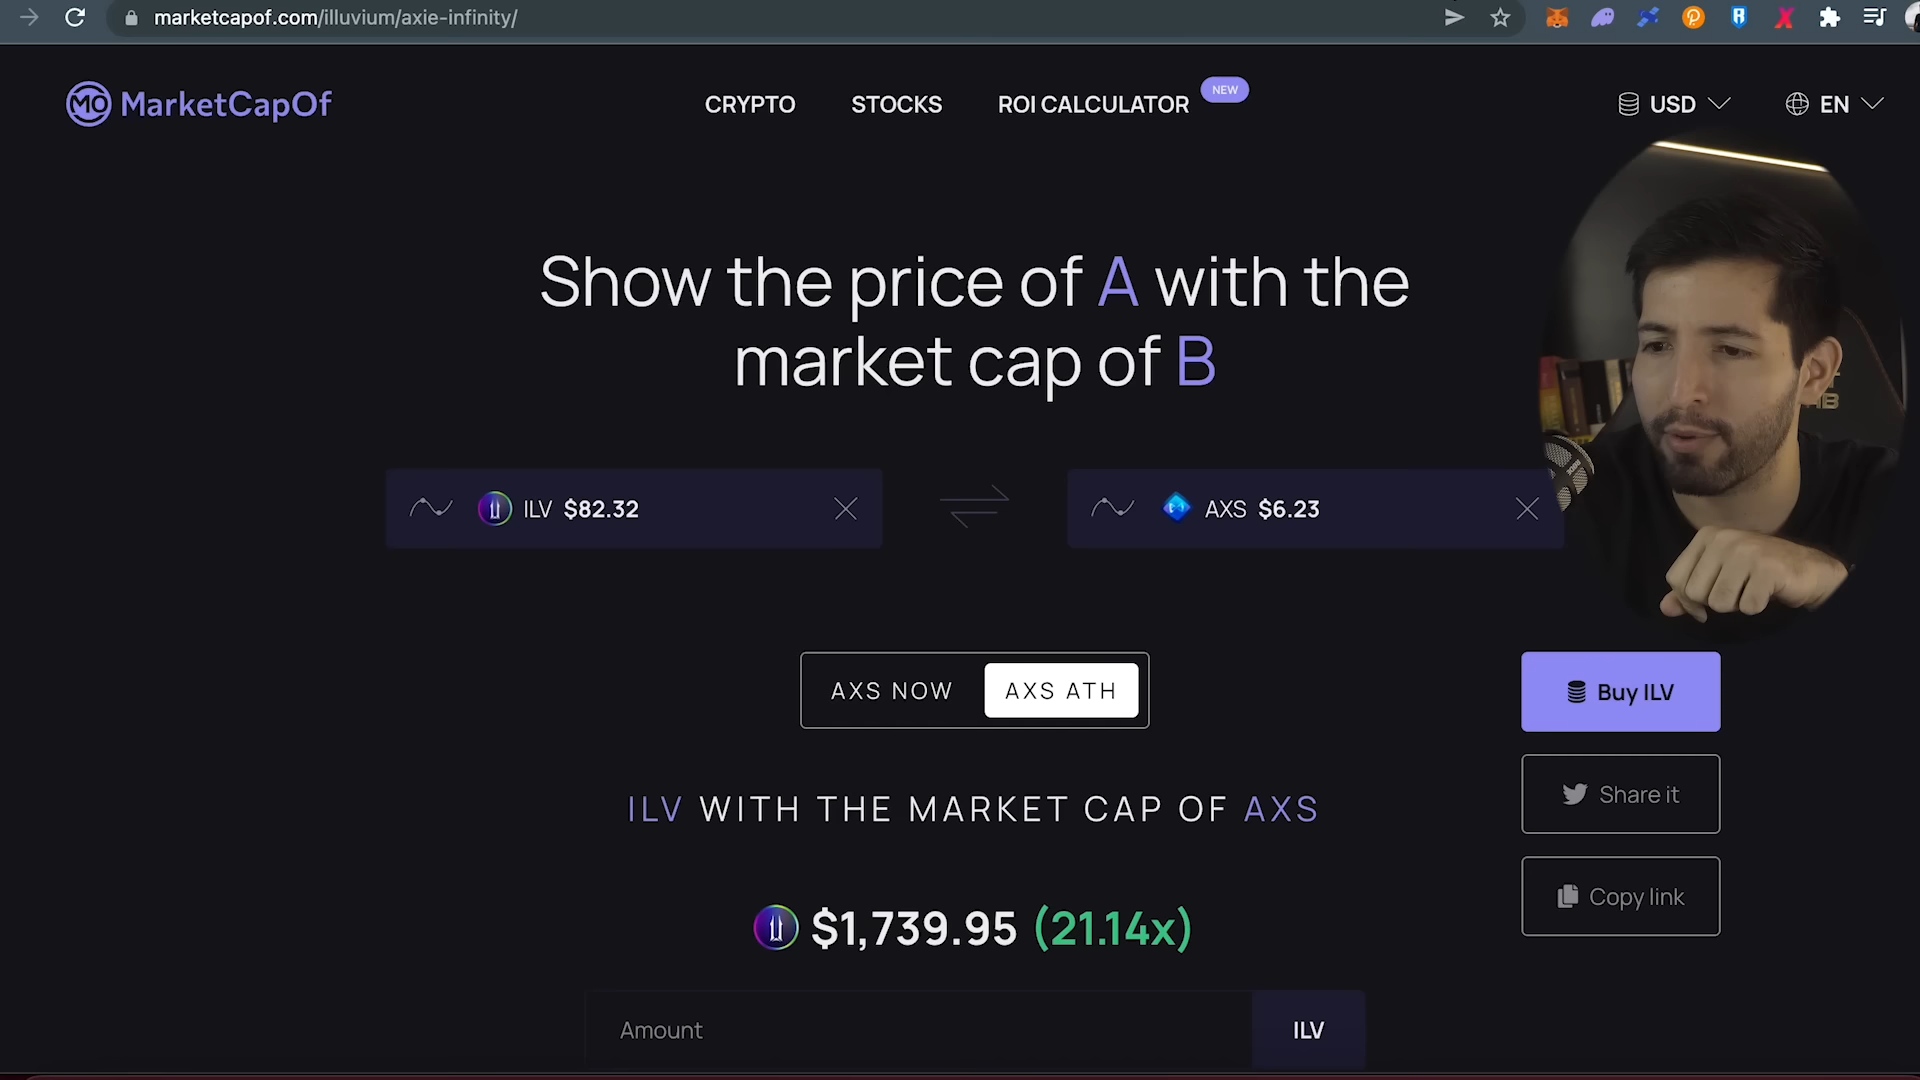 marketcapof.com/illuvium/axie-infinity/
MO MarketCapOf
CRYPTO
STOCKS
ROI CALCULATOR
NEW
USD
EN
Show the price of A with the
market cap of B
ILV $82.32
AXS $6.23
AXS NOW
AXS ATH
Buy ILV
ILV WITH THE MARKET CAP OF AXS
Share it
$1,739.95 (21.14x)
Copy link
Amount
ILV